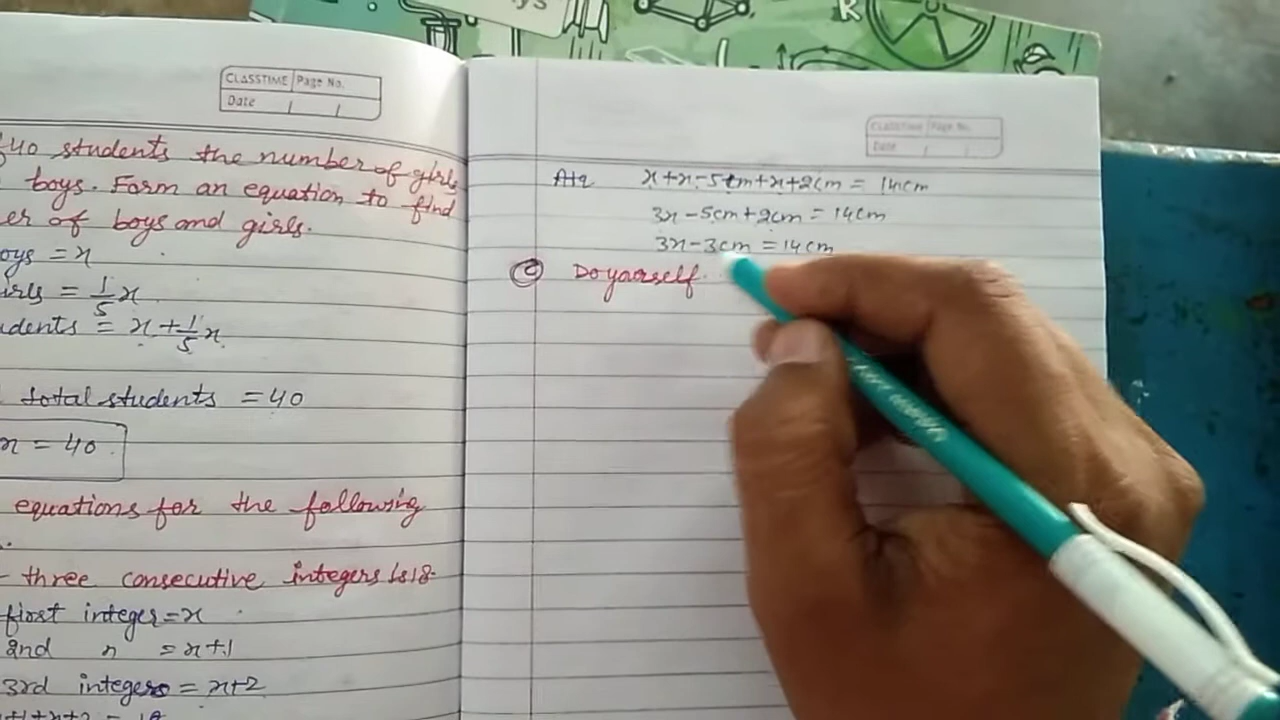 CLASSTIME Page No.
Date / /
40 students the number of girls
boys. Form an equation to find
er of boys and girls.
oys = x
irls = 1/5 x
udents = x + 1/5 x
total students = 40
x = 40
equations for the following
three consecutive integers is 18.
first integer = x
2nd n = x+1
3rd integers = x+2
+1+x+2 = 18
CLASSTIME Page No.
Date / /
Atq x+x-5cm+x+2cm = 14cm
3x-5cm+2cm = 14cm
3x-3cm = 14cm
(c) Do yourself.